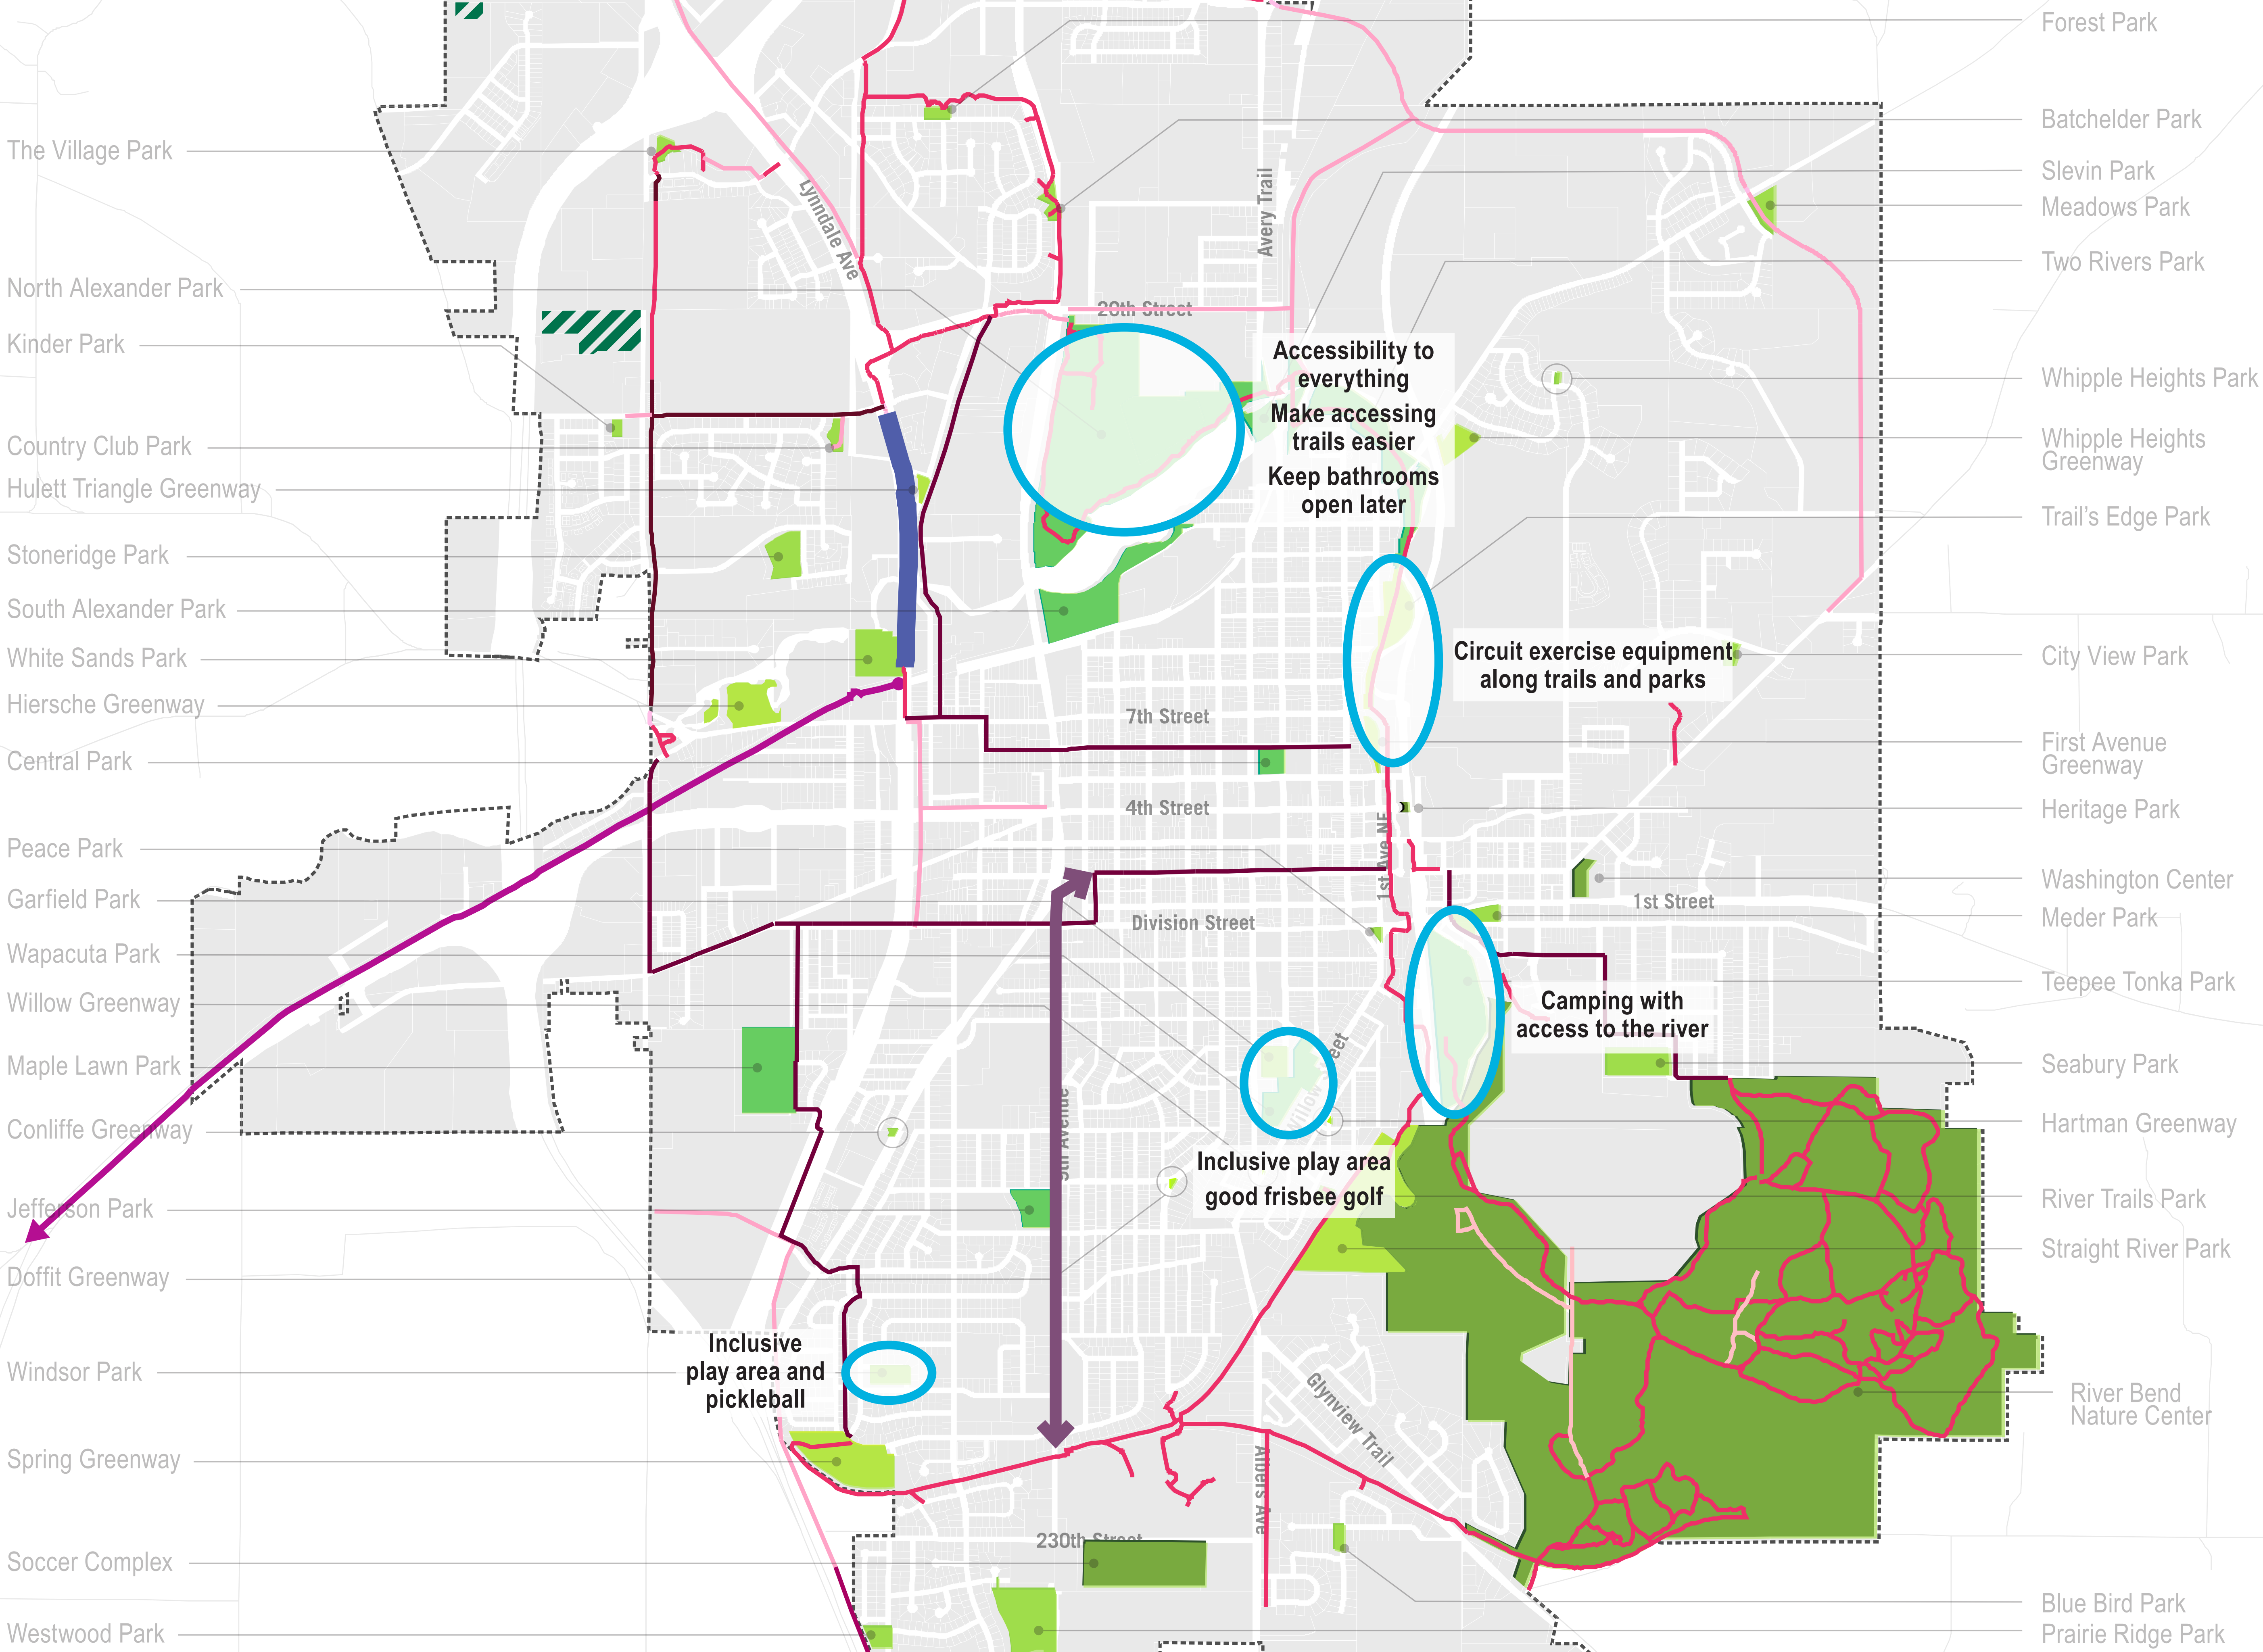 The Village Park
North Alexander Park
Kinder Park
Country Club Park
Hulett Triangle Greenway
Stoneridge Park
South Alexander Park
White Sands Park
Hiersche Greenway
Central Park
Peace Park
Garfield Park
Wapacuta Park
Willow Greenway
Maple Lawn Park
Conliffe Greenway
Jefferson Park
Doffit Greenway
Windsor Park
Spring Greenway
Soccer Complex
Westwood Park
Lynndale Ave
Avery Trail
28th Street
Accessibility to
everything
Make accessing
trails easier
Keep bathrooms
open later
Circuit exercise equipment
along trails and parks
7th Street
4th Street
1st Ave NE
1st Street
Division Street
Camping with
access to the river
Avenue
Willow Street
Inclusive play area
good frisbee golf
Inclusive
play area and
pickleball
Glynview Trail
Albers Ave
230th Street
Forest Park
Batchelder Park
Slevin Park
Meadows Park
Two Rivers Park
Whipple Heights Park
Whipple Heights
Greenway
Trail's Edge Park
City View Park
First Avenue
Greenway
Heritage Park
Washington Center
Meder Park
Teepee Tonka Park
Seabury Park
Hartman Greenway
River Trails Park
Straight River Park
River Bend
Nature Center
Blue Bird Park
Prairie Ridge Park